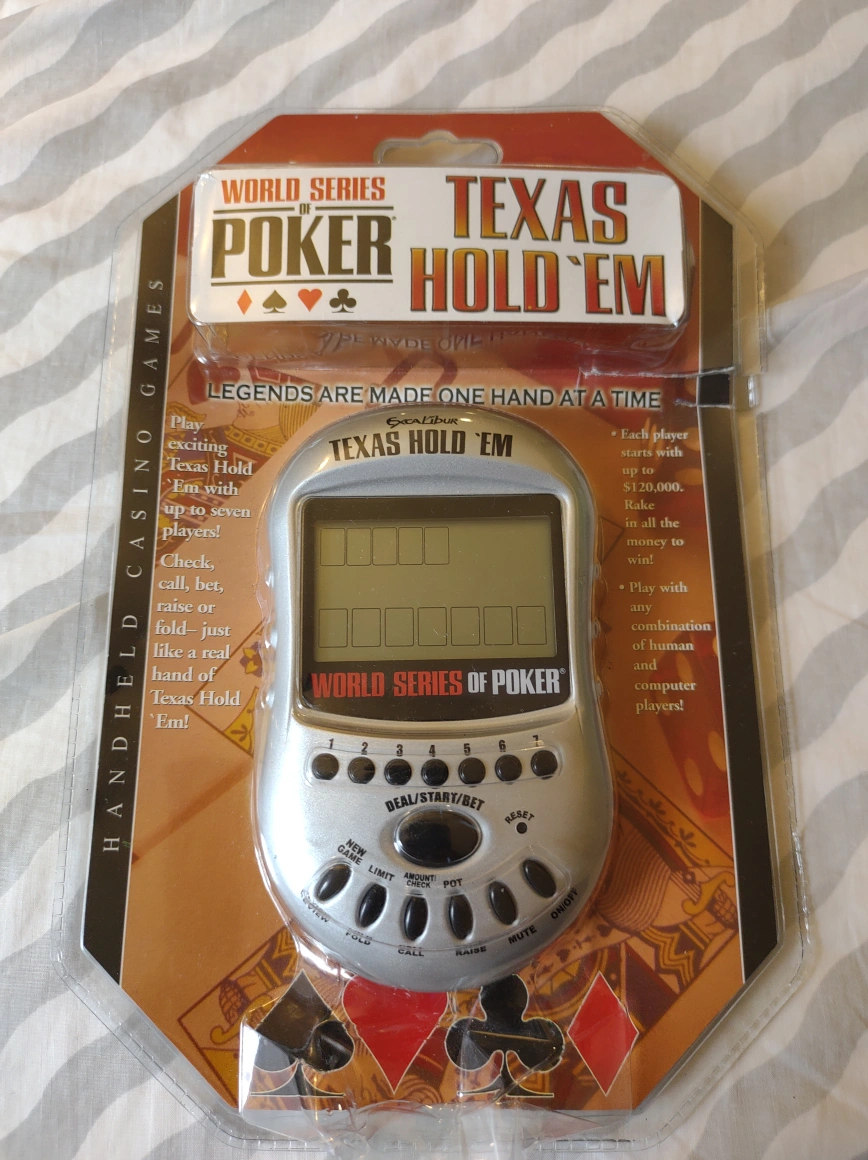 WORLD SERIES
OF
POKER®
TEXAS
HOLD `EM
LEGENDS ARE MADE ONE HAND AT A TIME
HANDHELD CASINO GAMES
Play
exciting
Texas Hold
`Em with
up to seven
players!
Check,
call, bet,
raise or
fold– just
like a real
hand of
Texas Hold
`Em!
• Each player
starts with
up to
$120,000.
Rake
in all the
money to
win!
• Play with
any
combination
of human
and
computer
players!
Excalibur
TEXAS HOLD `EM
WORLD SERIES OF POKER®
1 2 3 4 5 6 7
DEAL/START/BET
RESET
NEW
GAME
LIMIT
AMOUNT/
CHECK
POT
FOLD
CALL
RAISE
MUTE
ON/OFF